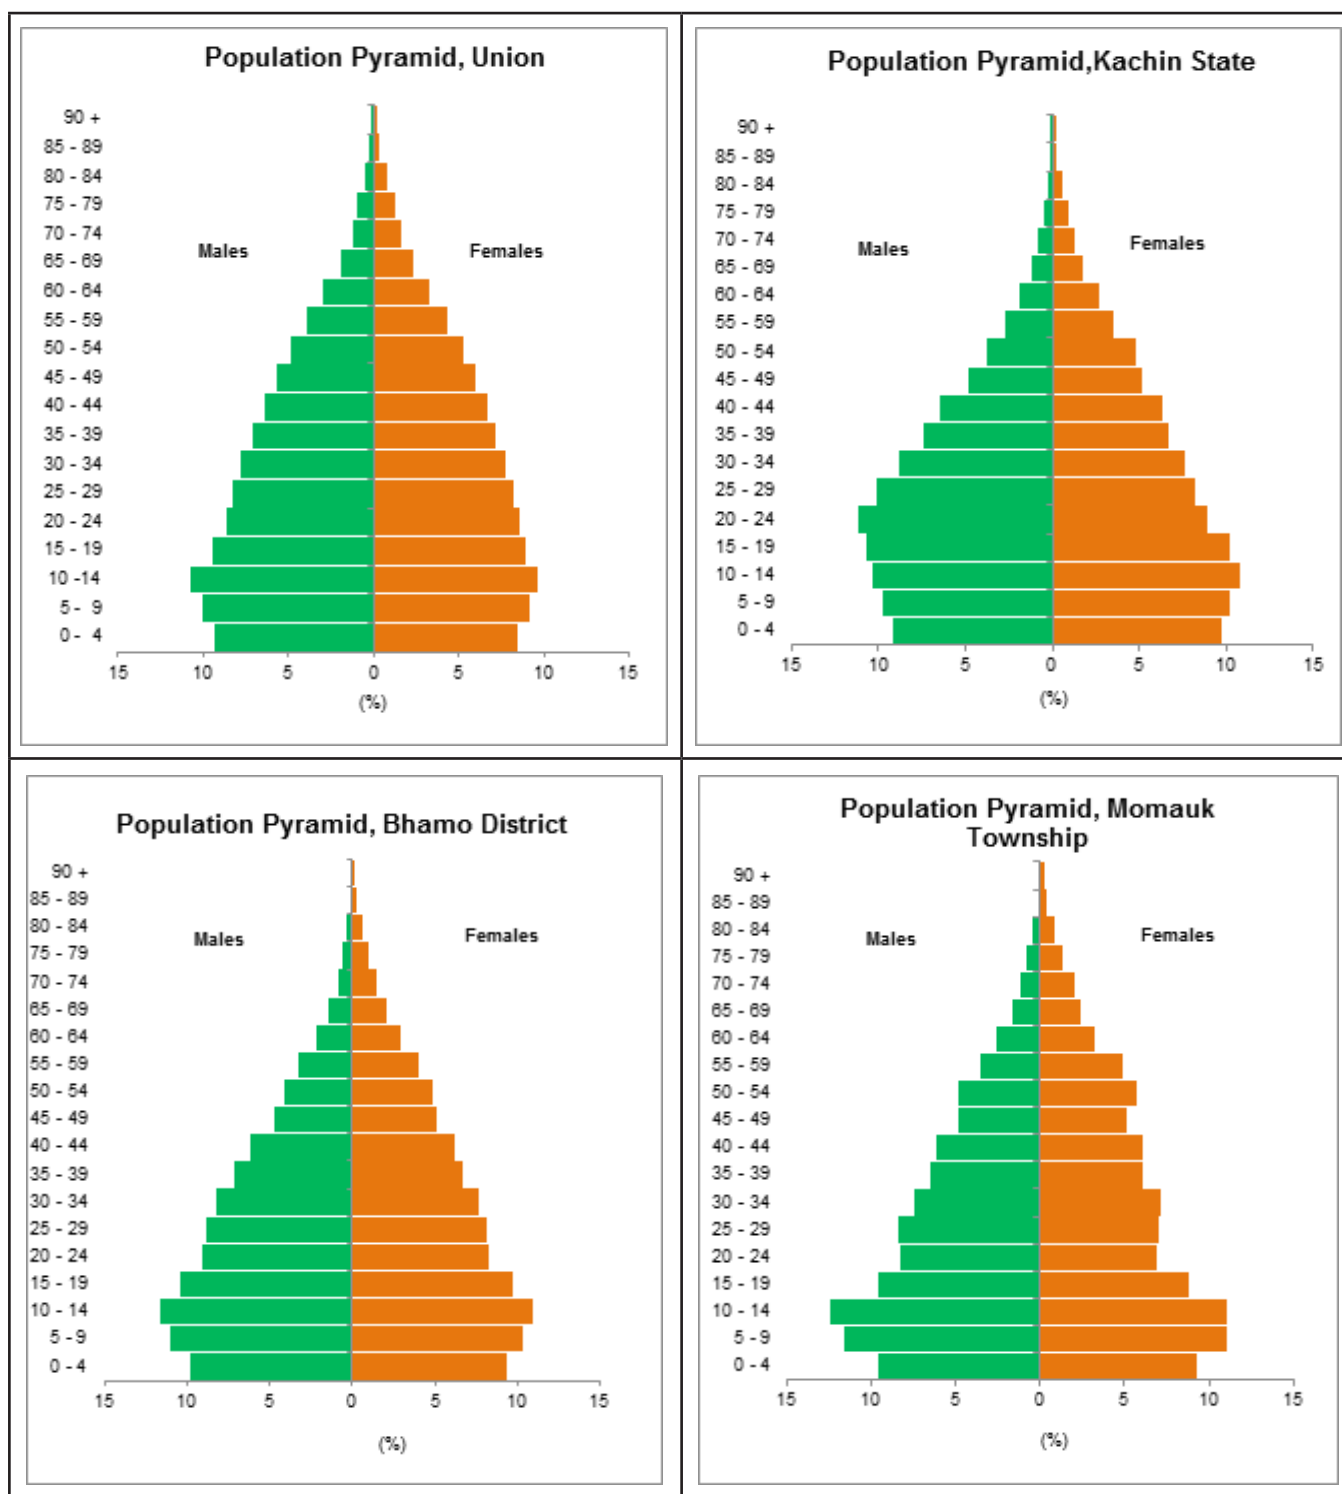 Population Pyramid, Union
90 +
85 - 89
80 - 84
75 - 79
70 - 74
65 - 69
60 - 64
55 - 59
50 - 54
45 - 49
40 - 44
35 - 39
30 - 34
25 - 29
20 - 24
15 - 19
10 -14
5 - 9
0 - 4
Males
Females
15 10 5 0 5 10 15
(%)
Population Pyramid,Kachin State
90 +
85 - 89
80 - 84
75 - 79
70 - 74
65 - 69
60 - 64
55 - 59
50 - 54
45 - 49
40 - 44
35 - 39
30 - 34
25 - 29
20 - 24
15 - 19
10 - 14
5 - 9
0 - 4
Males
Females
15 10 5 0 5 10 15
(%)
Population Pyramid, Bhamo District
90 +
85 - 89
80 - 84
75 - 79
70 - 74
65 - 69
60 - 64
55 - 59
50 - 54
45 - 49
40 - 44
35 - 39
30 - 34
25 - 29
20 - 24
15 - 19
10 - 14
5 - 9
0 - 4
Males
Females
15 10 5 0 5 10 15
(%)
Population Pyramid, Momauk
Township
90 +
85 - 89
80 - 84
75 - 79
70 - 74
65 - 69
60 - 64
55 - 59
50 - 54
45 - 49
40 - 44
35 - 39
30 - 34
25 - 29
20 - 24
15 - 19
10 - 14
5 - 9
0 - 4
Males
Females
15 10 5 0 5 10 15
(%)